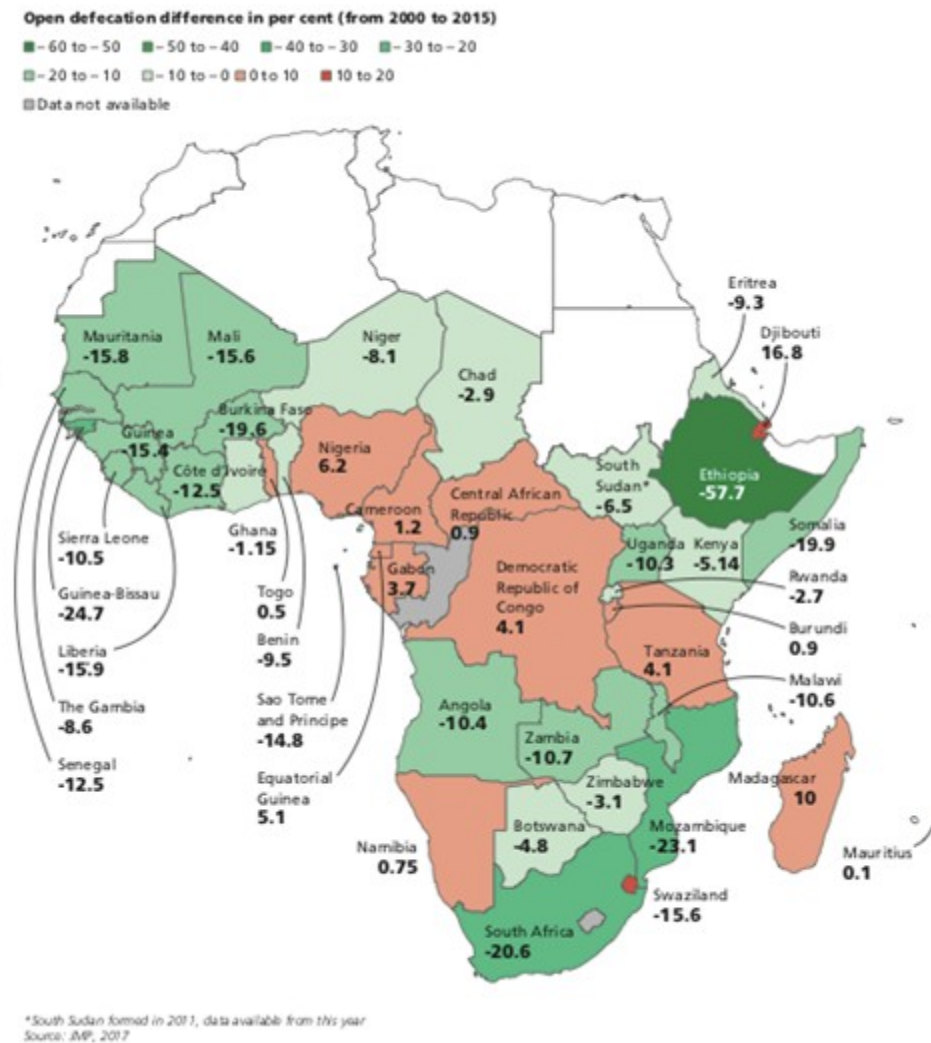 Open defecation difference in per cent (from 2000 to 2015)
– 60 to – 50 – 50 to – 40 – 40 to – 30 – 30 to – 20
– 20 to – 10 – 10 to – 0 0 to 10 10 to 20
Data not available
Eritrea
-9.3
Djibouti
16.8
Mauritania
-15.8
Mali
-15.6
Niger
-8.1
Chad
-2.9
Burkina Faso
-19.6
Guinea
-15.4
Côte d'Ivoire
-12.5
Nigeria
6.2
Cameroon
1.2
Central African
Republic
0.9
South
Sudan*
-6.5
Ethiopia
-57.7
Somalia
-19.9
Uganda
-10.3
Kenya
-5.14
Sierra Leone
-10.5
Guinea-Bissau
-24.7
Liberia
-15.9
The Gambia
-8.6
Senegal
-12.5
Ghana
-1.15
Togo
0.5
Benin
-9.5
Sao Tome
and Principe
-14.8
Equatorial
Guinea
5.1
Gabon
3.7
Democratic
Republic of
Congo
4.1
Rwanda
-2.7
Burundi
0.9
Tanzania
4.1
Malawi
-10.6
Angola
-10.4
Zambia
-10.7
Zimbabwe
-3.1
Madagascar
10
Mauritius
0.1
Namibia
0.75
Botswana
-4.8
Mozambique
-23.1
Swaziland
-15.6
South Africa
-20.6
*South Sudan formed in 2011, data available from this year
Source: JMP, 2017